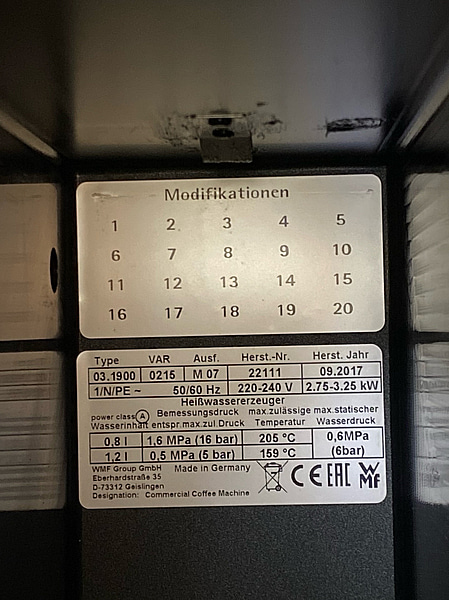 Modifikationen
1 2 3 4 5
6 7 8 9 10
11 12 13 14 15
16 17 18 19 20
Type VAR Ausf. Herst.-Nr. Herst. Jahr
03.1900 0215 M 07 22111 09.2017
1/N/PE ~ 50/60 Hz 220-240 V 2.75-3.25 kW
Heißwassererzeuger
power class A Bemessungsdruck max.zulässige max.statischer
Wasserinhalt entspr.max.zul.Druck Temperatur Wasserdruck
0,8 l 1,6 MPa (16 bar) 205 °C 0,6MPa
1,2 l 0,5 MPa (5 bar) 159 °C (6bar)
WMF Group GmbH Made in Germany
Eberhardstraße 35
D-73312 Geislingen
Designation: Commercial Coffee Machine
CE EAC WMF